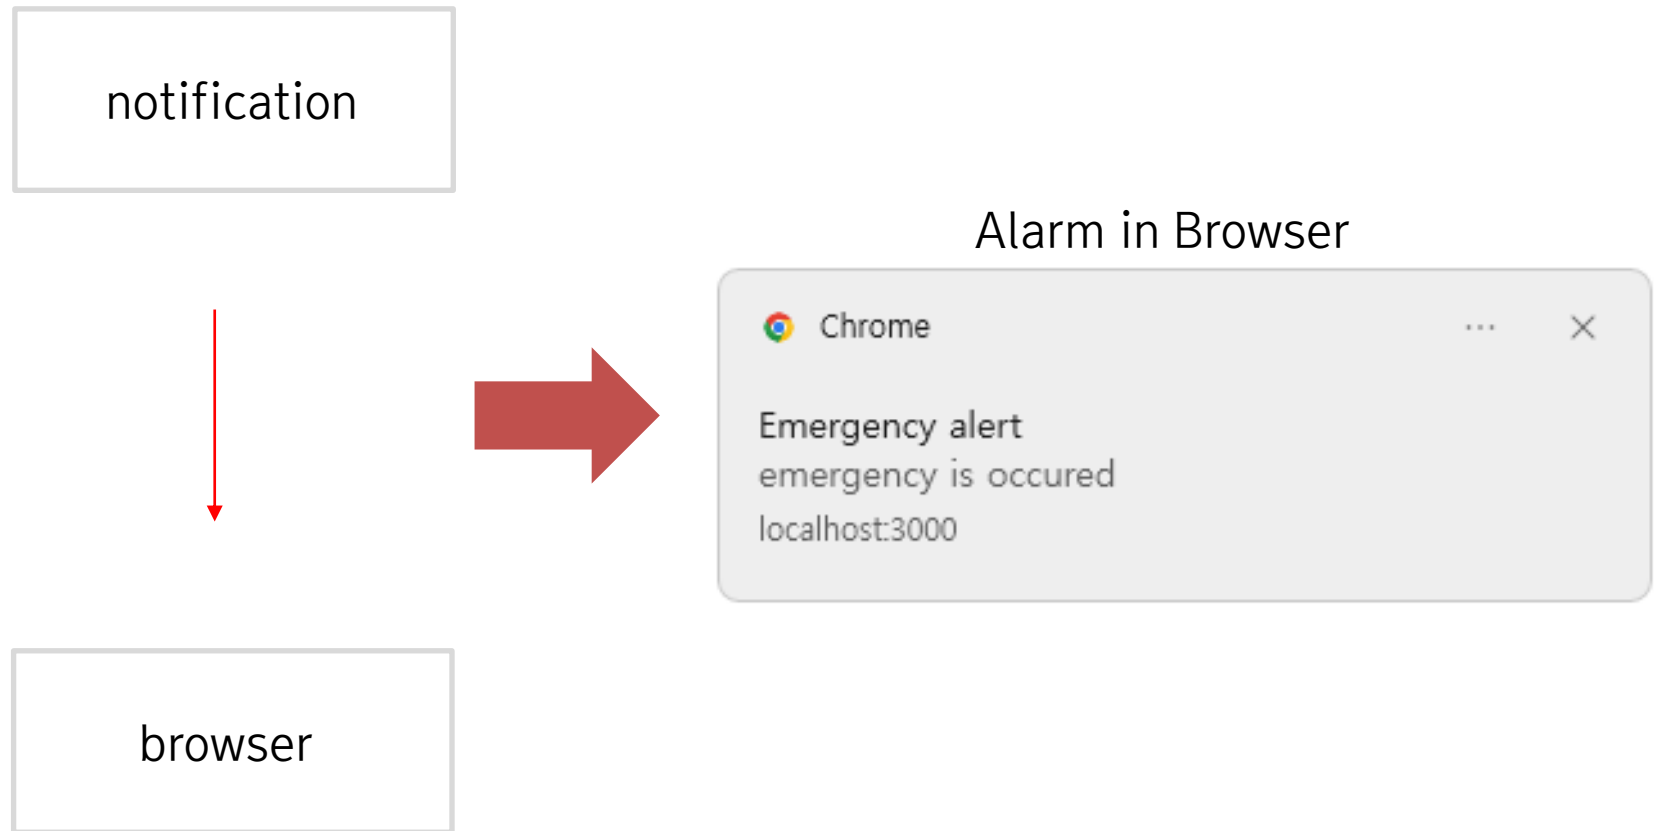 notification
Alarm in Browser
Chrome
Emergency alert
emergency is occured
localhost:3000
browser